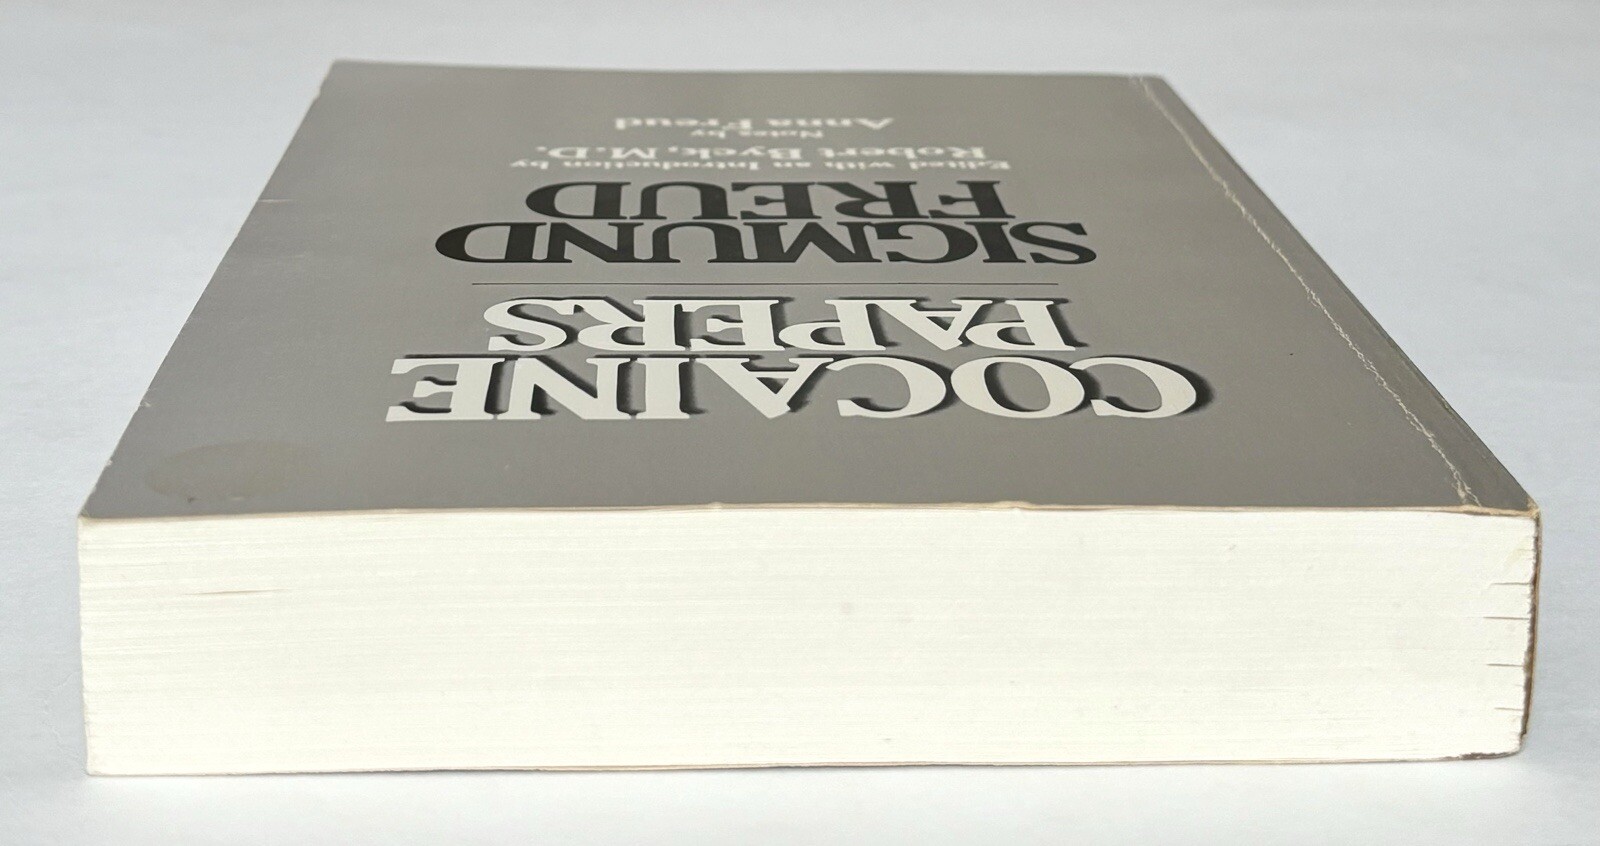 COCAINE
PAPERS
SIGMUND
FREUD
Edited with an Introduction by
Robert Byck, M.D.
Notes by
Anna Freud